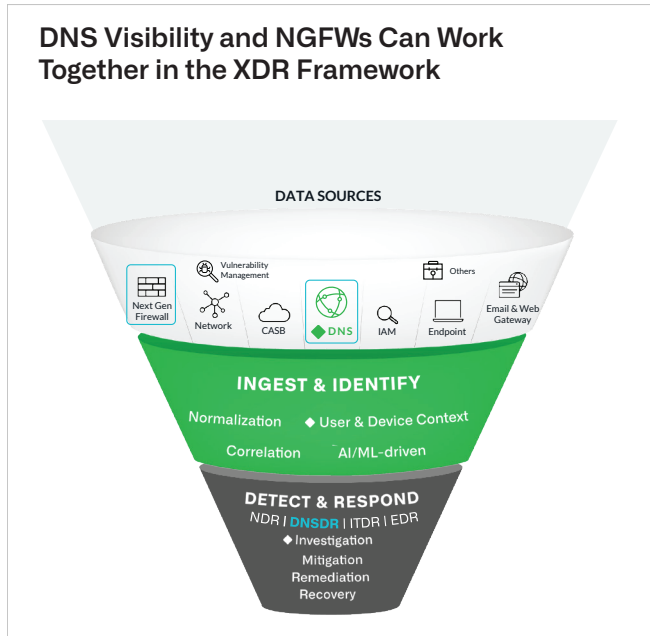 DNS Visibility and NGFWs Can Work
Together in the XDR Framework
DATA SOURCES
Next Gen
Firewall
Vulnerability
Management
Network
CASB
DNS
IAM
Others
Endpoint
Email & Web
Gateway
INGEST & IDENTIFY
Normalization
User & Device Context
Correlation
AI/ML-driven
DETECT & RESPOND
NDR | DNSDR | ITDR | EDR
Investigation
Mitigation
Remediation
Recovery